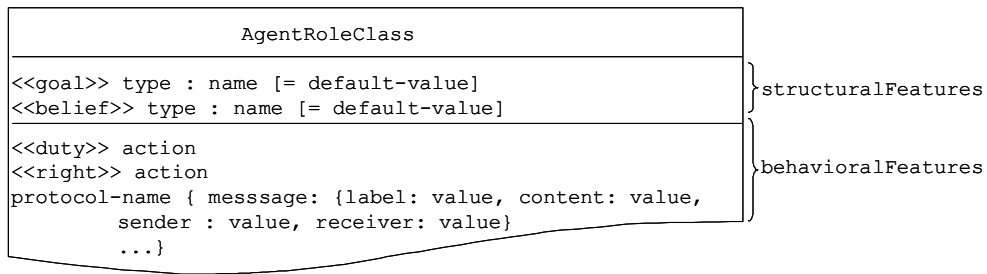 AgentRoleClass
<<goal>> type : name [= default-value]
<<belief>> type : name [= default-value]
structuralFeatures
<<duty>> action
<<right>> action
behavioralFeatures
protocol-name { messsage: {label: value, content: value,
sender : value, receiver: value}
...}